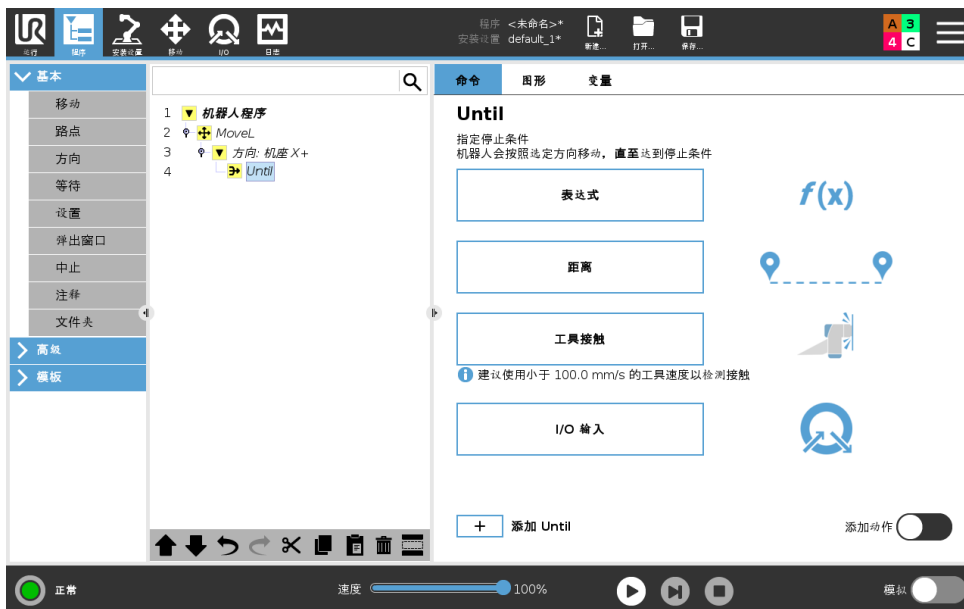 程序 <未命名>*
安装设置 default_1*
运行 程序 安装设置 移动 I/O 日志 新建... 打开... 保存...
A 3
4 C
基本
移动
路点
方向
等待
设置
弹出窗口
中止
注释
文件夹
高级
模板
1 机器人程序
2 MoveL
3 方向: 机座 X+
4 Until
命令 图形 变量
Until
指定停止条件
机器人会按照选定方向移动，直至达到停止条件
表达式 f(x)
距离
工具接触
建议使用小于 100.0 mm/s 的工具速度以检测接触
I/O 输入
+ 添加 Until 添加动作
正常 速度 100% 模拟